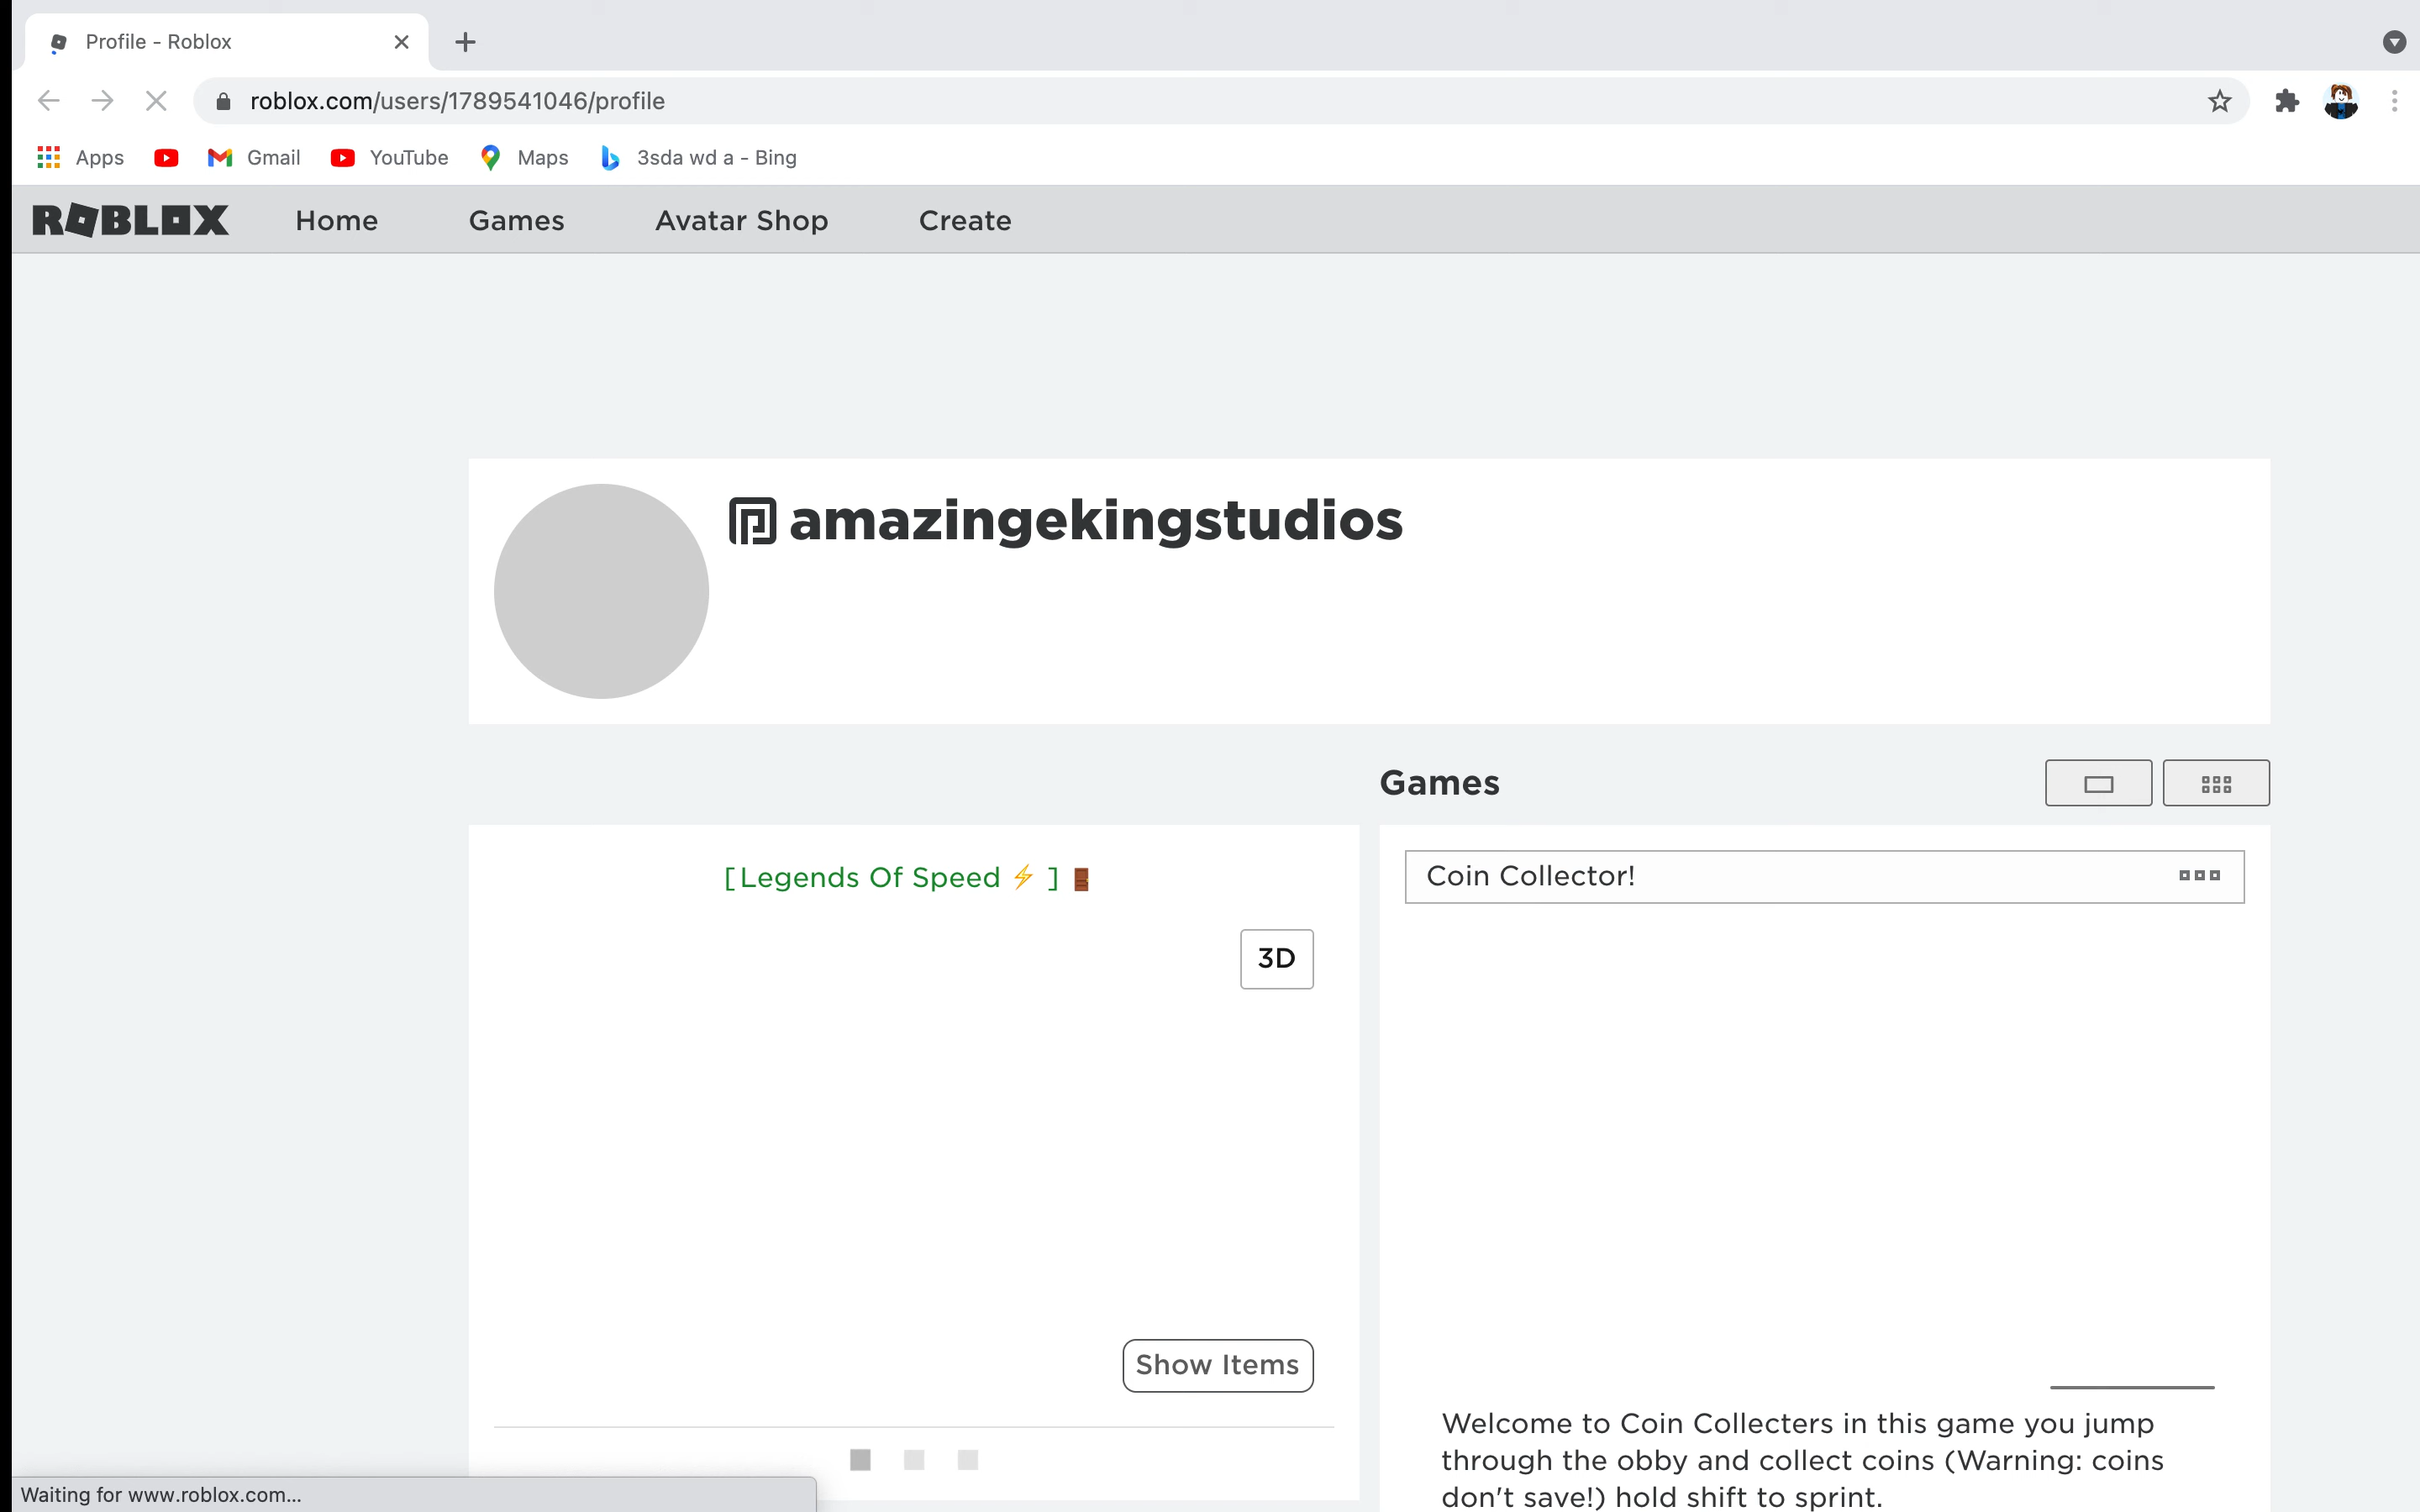 Profile - Roblox
roblox.com/users/1789541046/profile
Apps
Gmail
YouTube
Maps
3sda wd a - Bing
ROBLOX
Home
Games
Avatar Shop
Create
amazingekingstudios
Games
[Legends Of Speed ⚡ ] 🚪
Coin Collector!
3D
Show Items
Welcome to Coin Collecters in this game you jump
through the obby and collect coins (Warning: coins
don't save!) hold shift to sprint.
Waiting for www.roblox.com...